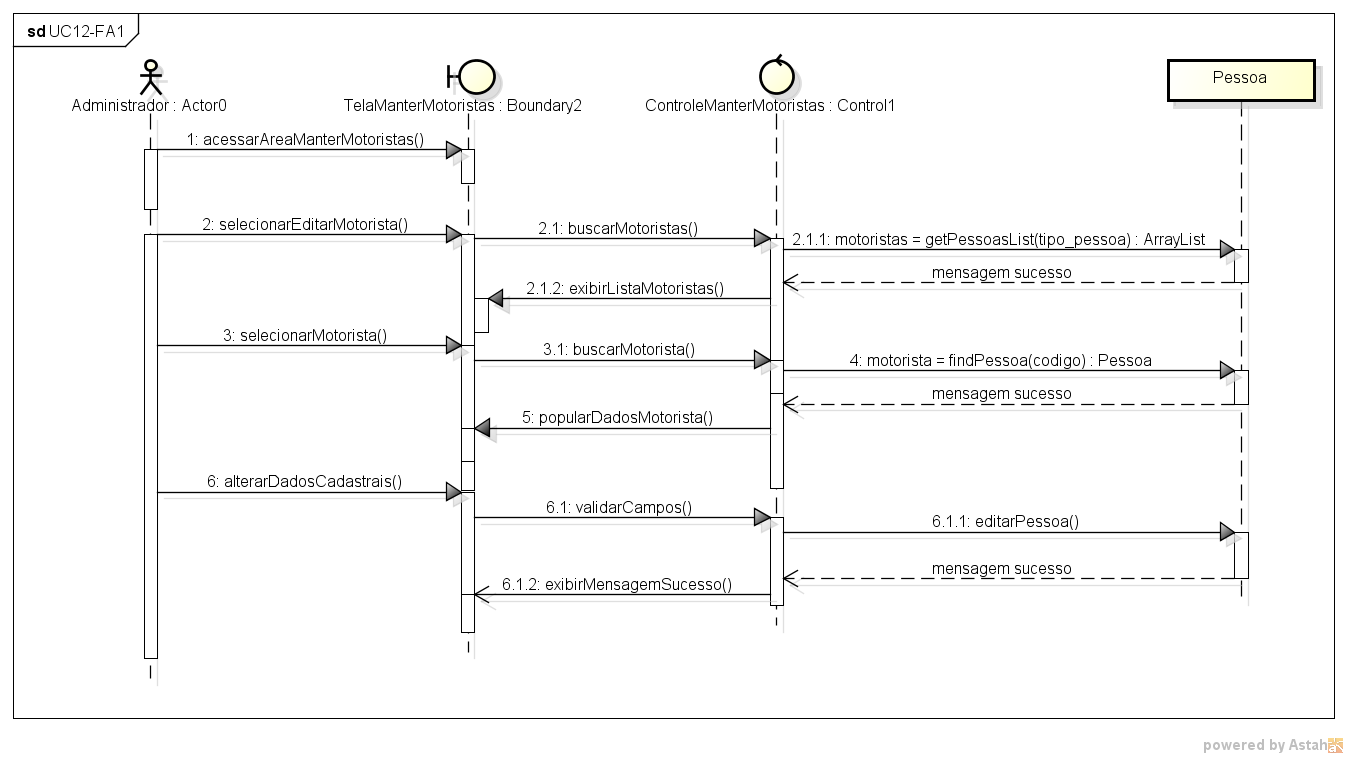 sd UC12-FA1
Administrador : Actor0
TelaManterMotoristas : Boundary2
ControleManterMotoristas : Control1
Pessoa
1: acessarAreaManterMotoristas()
2: selecionarEditarMotorista()
2.1: buscarMotoristas()
2.1.1: motoristas = getPessoasList(tipo_pessoa) : ArrayList
mensagem sucesso
2.1.2: exibirListaMotoristas()
3: selecionarMotorista()
3.1: buscarMotorista()
4: motorista = findPessoa(codigo) : Pessoa
mensagem sucesso
5: popularDadosMotorista()
6: alterarDadosCadastrais()
6.1: validarCampos()
6.1.1: editarPessoa()
mensagem sucesso
6.1.2: exibirMensagemSucesso()
powered by Astah